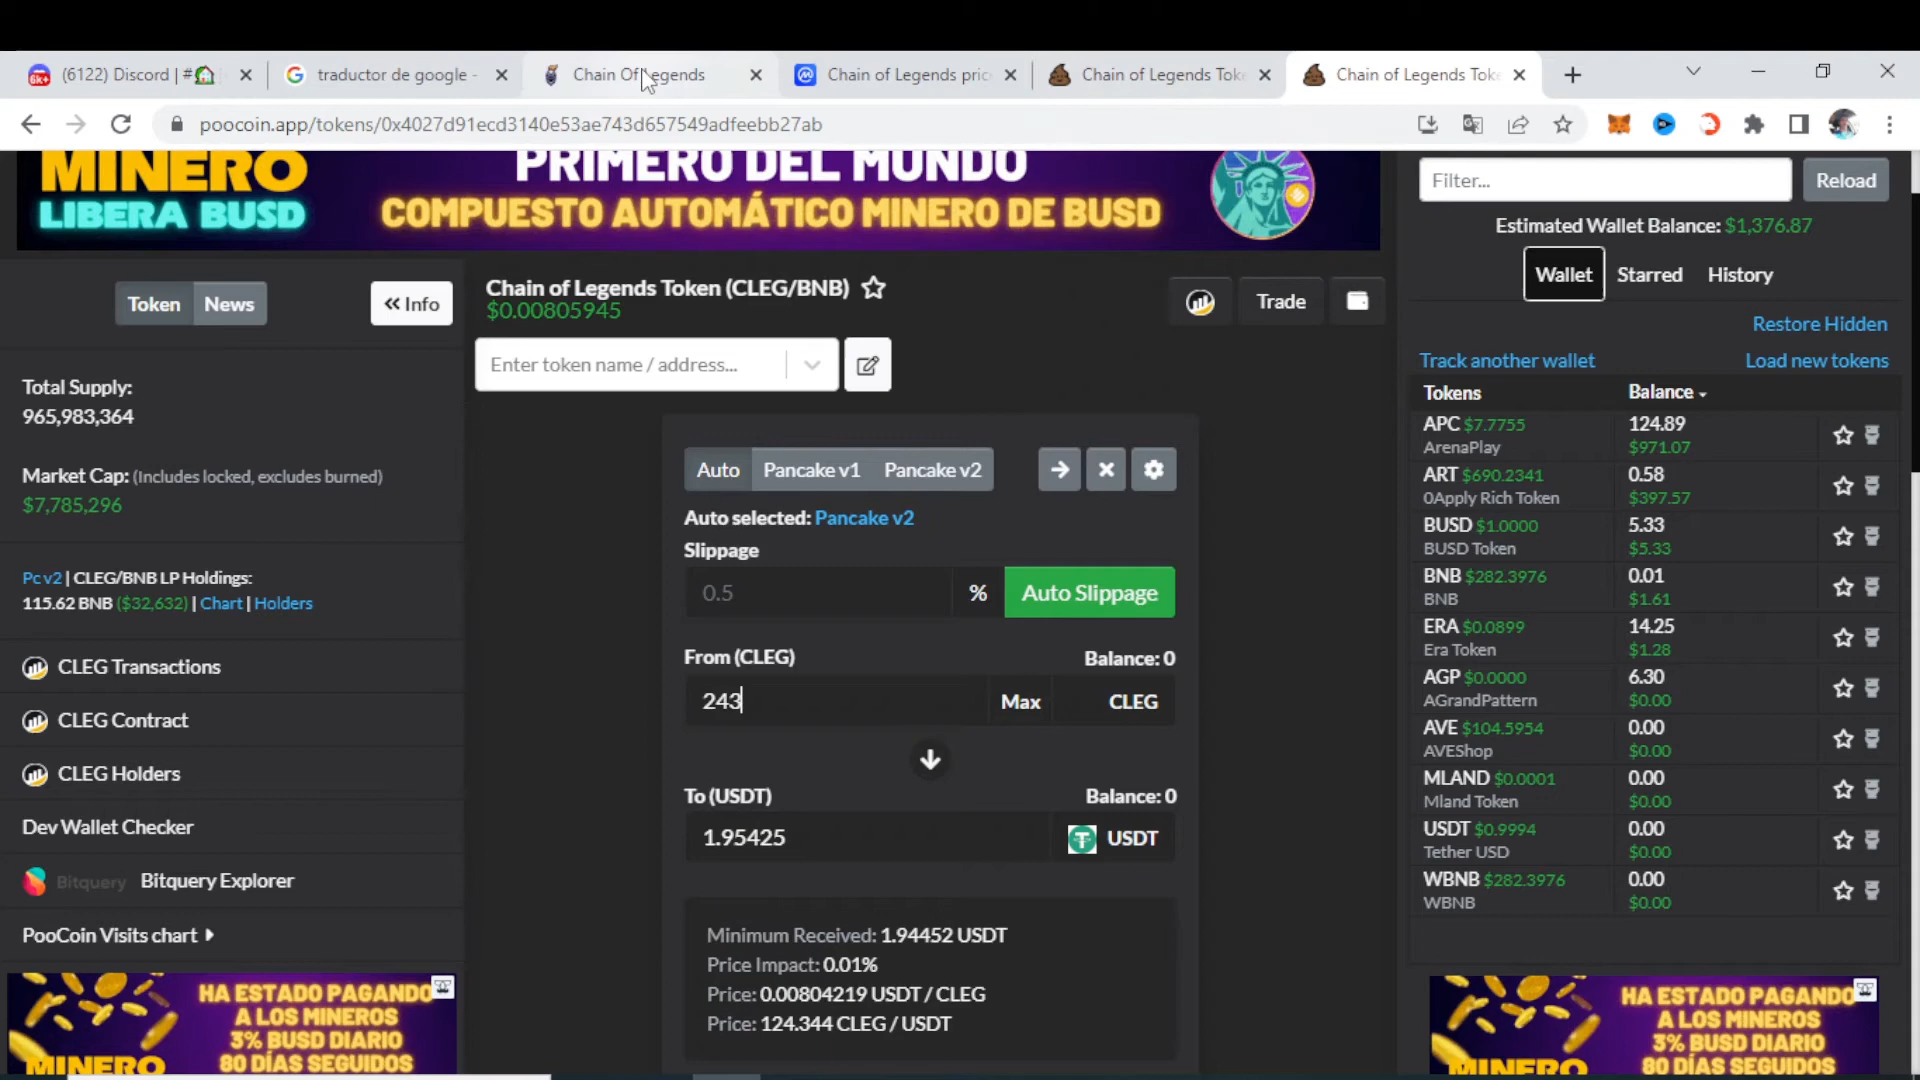 (6122) Discord | #
traductor de google -
Chain Of Legends
Chain of Legends pric
Chain of Legends Toke
Chain of Legends Toke
poocoin.app/tokens/0x4027d91ecd3140e53ae743d657549adfeebb27ab
MINERO
LIBERA BUSD
PRIMERO DEL MUNDO
COMPUESTO AUTOMÁTICO MINERO DE BUSD
Token
News
Info
Total Supply:
965,983,364
Market Cap: (Includes locked, excludes burned)
$7,785,296
Pc v2 | CLEG/BNB LP Holdings:
115.62 BNB ($32,632) | Chart | Holders
CLEG Transactions
CLEG Contract
CLEG Holders
Dev Wallet Checker
Bitquery Bitquery Explorer
PooCoin Visits chart
HA ESTADO PAGANDO
A LOS MINEROS
3% BUSD DIARIO
80 DÍAS SEGUIDOS
MINERO
Chain of Legends Token (CLEG/BNB)
$0.00805945
Trade
Enter token name / address...
Auto
Pancake v1
Pancake v2
Auto selected: Pancake v2
Slippage
0.5
%
Auto Slippage
From (CLEG)
Balance: 0
243
Max
CLEG
To (USDT)
Balance: 0
1.95425
USDT
Minimum Received: 1.94452 USDT
Price Impact: 0.01%
Price: 0.00804219 USDT / CLEG
Price: 124.344 CLEG / USDT
Filter...
Reload
Estimated Wallet Balance: $1,376.87
Wallet
Starred
History
Restore Hidden
Track another wallet
Load new tokens
Tokens
Balance
APC $7.7755
124.89
ArenaPlay
$971.07
ART $690.2341
0.58
0Apply Rich Token
$397.57
BUSD $1.0000
5.33
BUSD Token
$5.33
BNB $282.3976
0.01
BNB
$1.61
ERA $0.0899
14.25
Era Token
$1.28
AGP $0.0000
6.30
AGrandPattern
$0.00
AVE $104.5954
0.00
AVEShop
$0.00
MLAND $0.0001
0.00
Mland Token
$0.00
USDT $0.9994
0.00
Tether USD
$0.00
WBNB $282.3976
0.00
WBNB
$0.00
HA ESTADO PAGANDO
A LOS MINEROS
3% BUSD DIARIO
80 DÍAS SEGUIDOS
MINERO